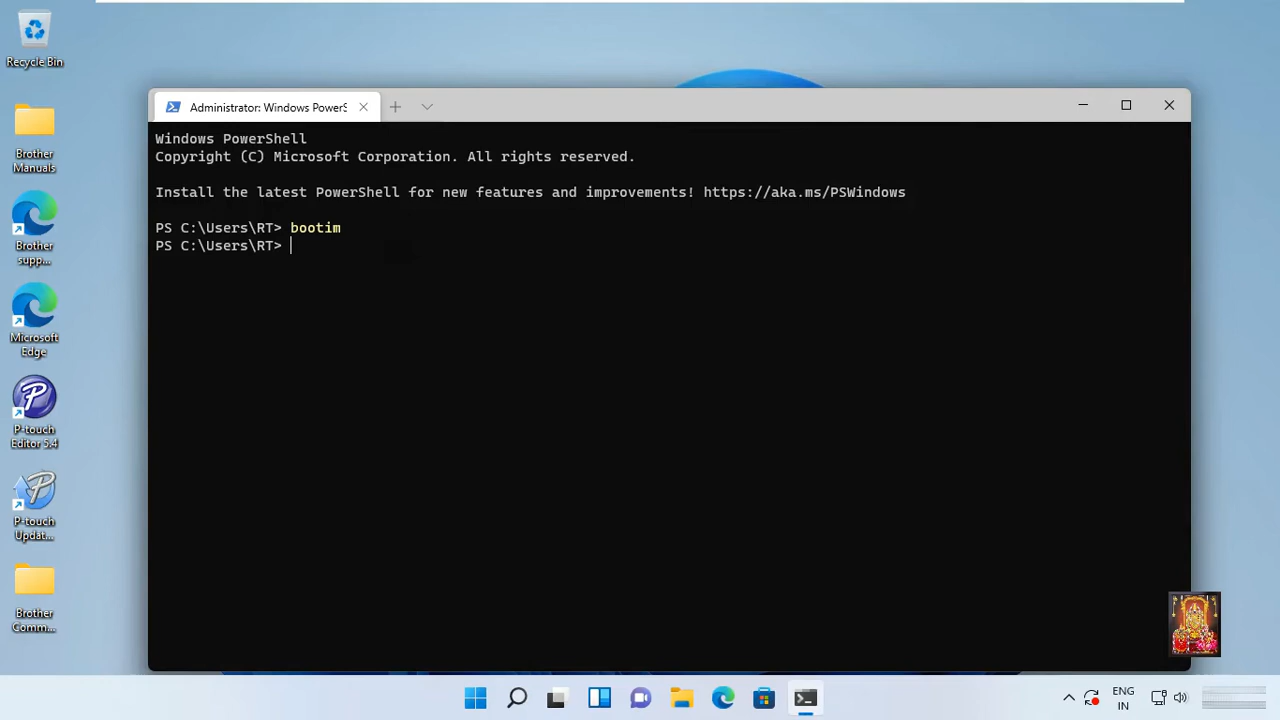 Recycle Bin
Brother
Manuals
Brother
supp...
Microsoft
Edge
P-touch
Editor 5.4
P-touch
Updat...
Brother
Comm...
Administrator: Windows PowerS
Windows PowerShell
Copyright (C) Microsoft Corporation. All rights reserved.
Install the latest PowerShell for new features and improvements! https://aka.ms/PSWindows
PS C:\Users\RT> bootim
PS C:\Users\RT>
ENG
IN